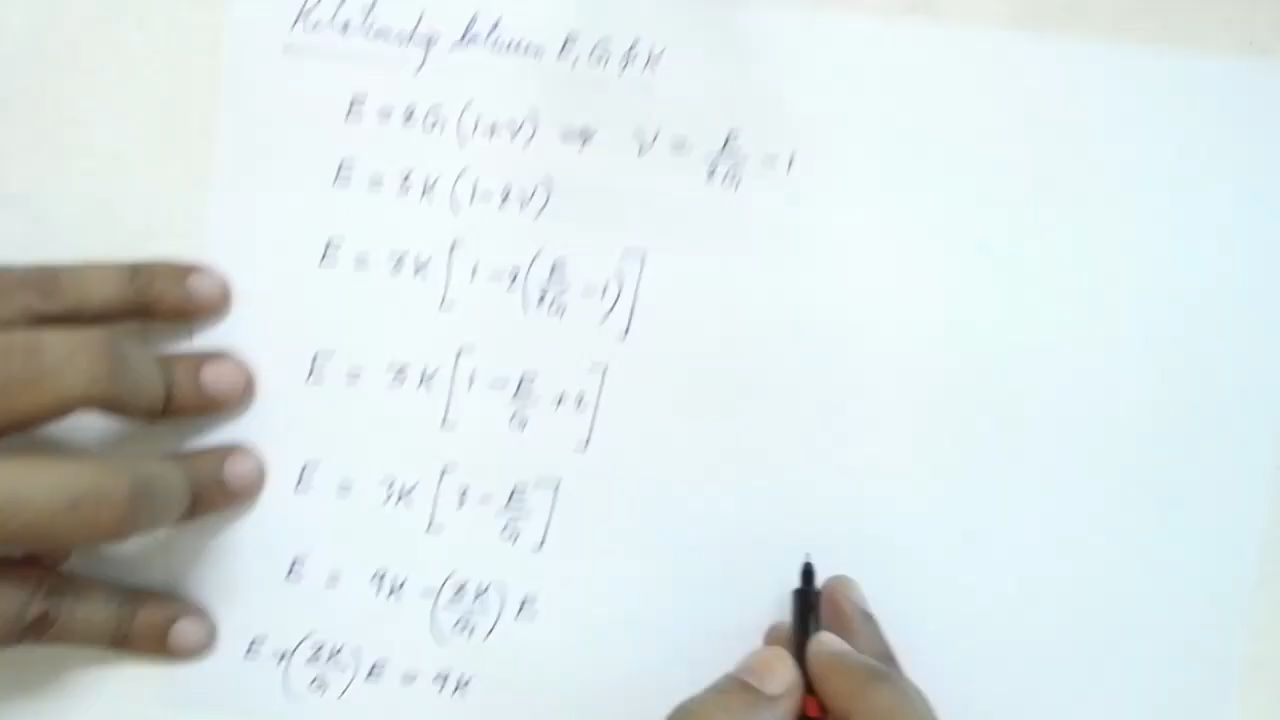 Relationship between E, G & K
E = 2G (1+ν) ⇒ ν = E/2G - 1
E = 3K (1-2ν)
E = 3K [1 - 2(E/2G - 1)]
E = 3K [1 - E/G + 2]
E = 3K [3 - E/G]
E = 9K - (3K/G) E
E + (3K/G) E = 9K